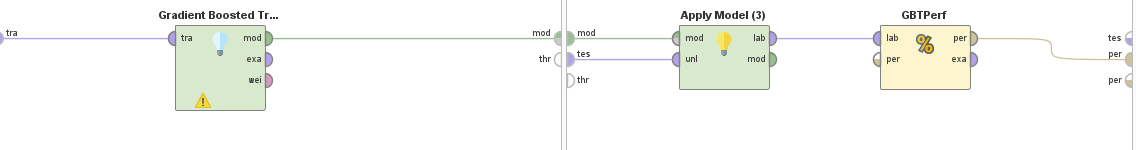 Gradient Boosted Tr...
tra
tra
mod
exa
wei
mod
thr
Apply Model (3)
mod
tes
thr
mod
unl
lab
mod
GBTPerf
lab
per
%
per
exa
tes
per
per